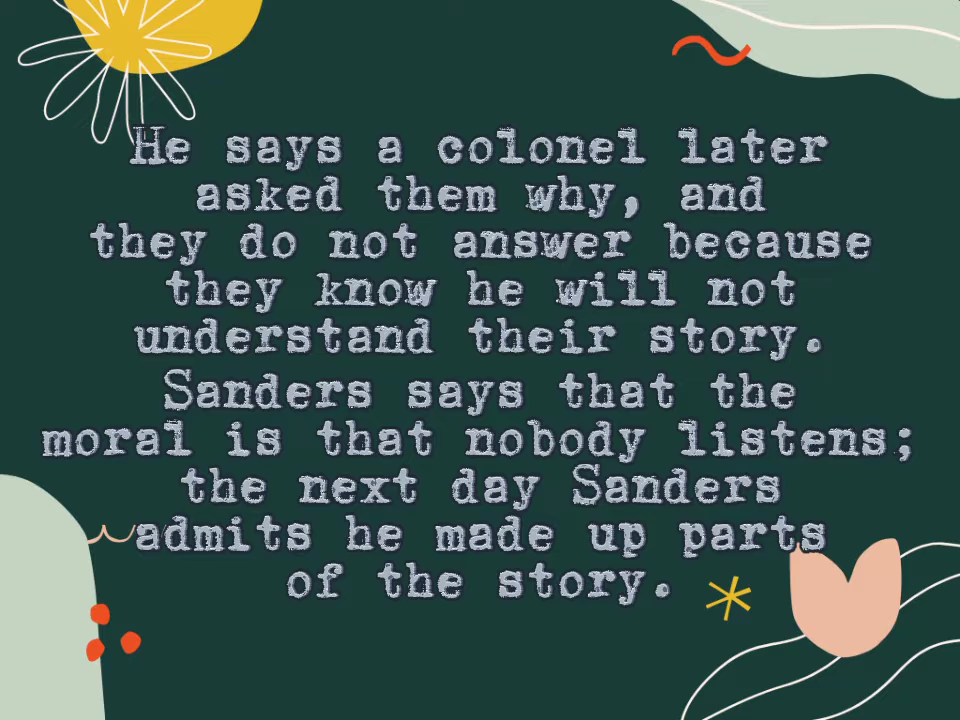 He says a colonel later
asked them why, and
they do not answer because
they know he will not
understand their story.
Sanders says that the
moral is that nobody listens;
the next day Sanders
admits he made up parts
of the story.